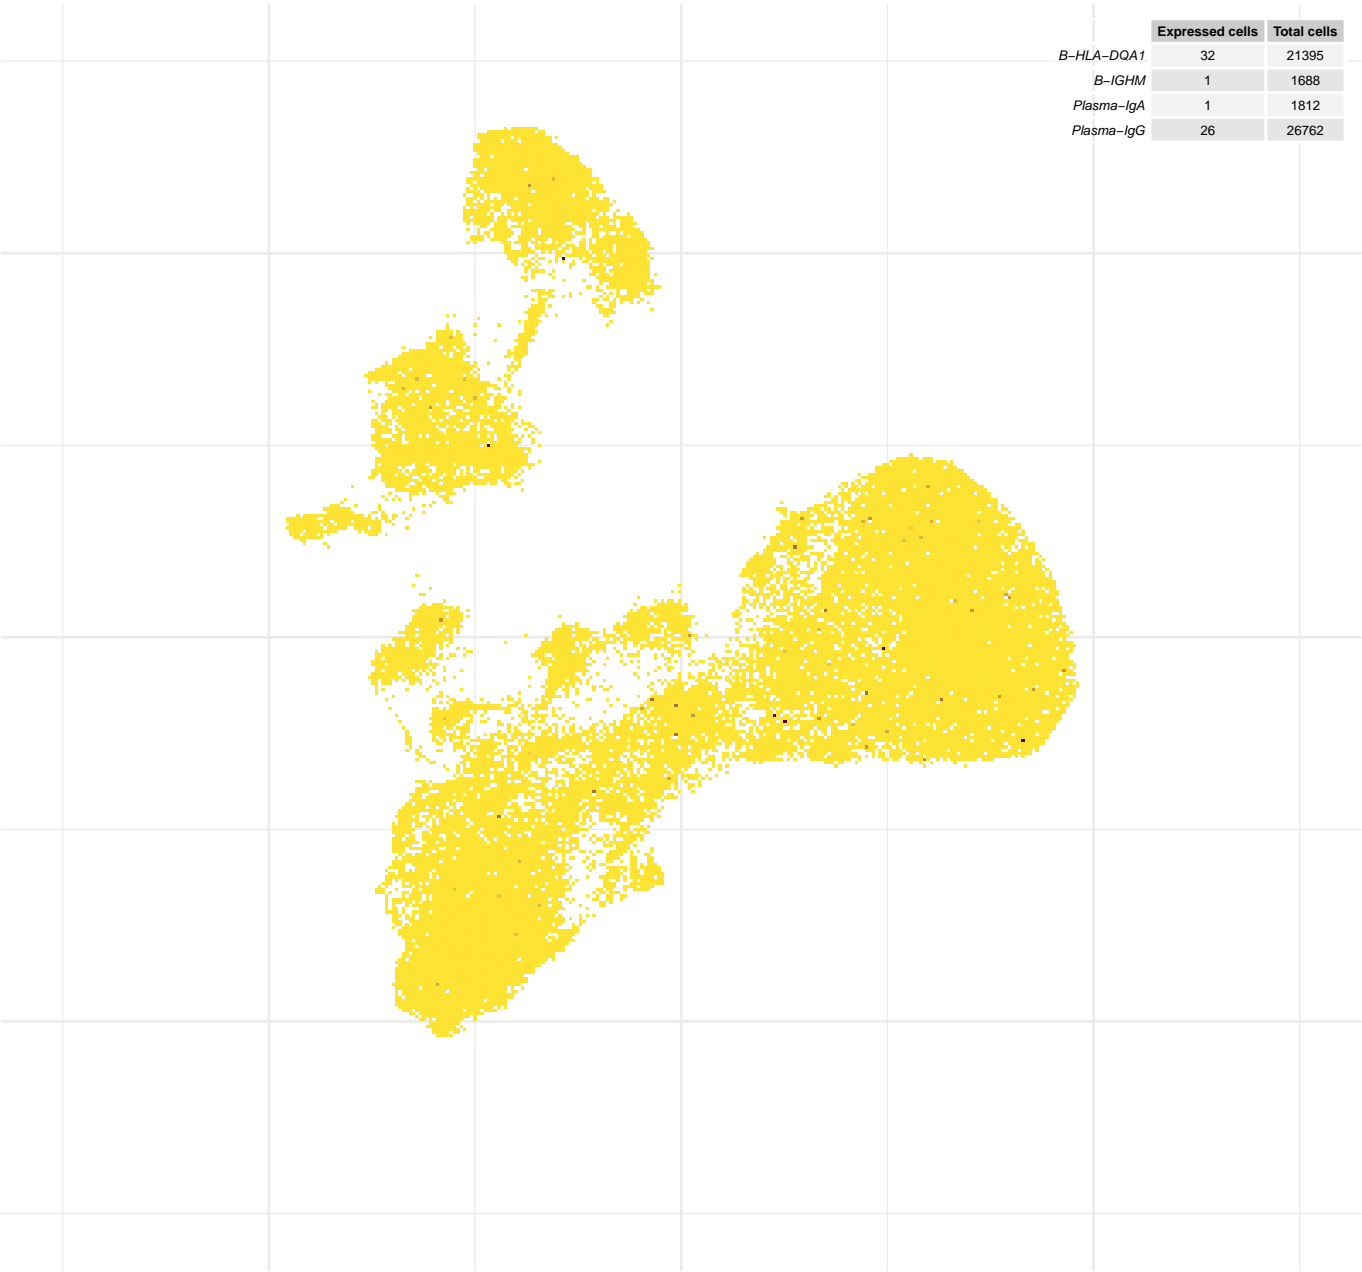 Expressed cells Total cells
B−HLA−DQA1 32 21395
B−IGHM 1 1688
Plasma−IgA 1 1812
Plasma−IgG 26 26762